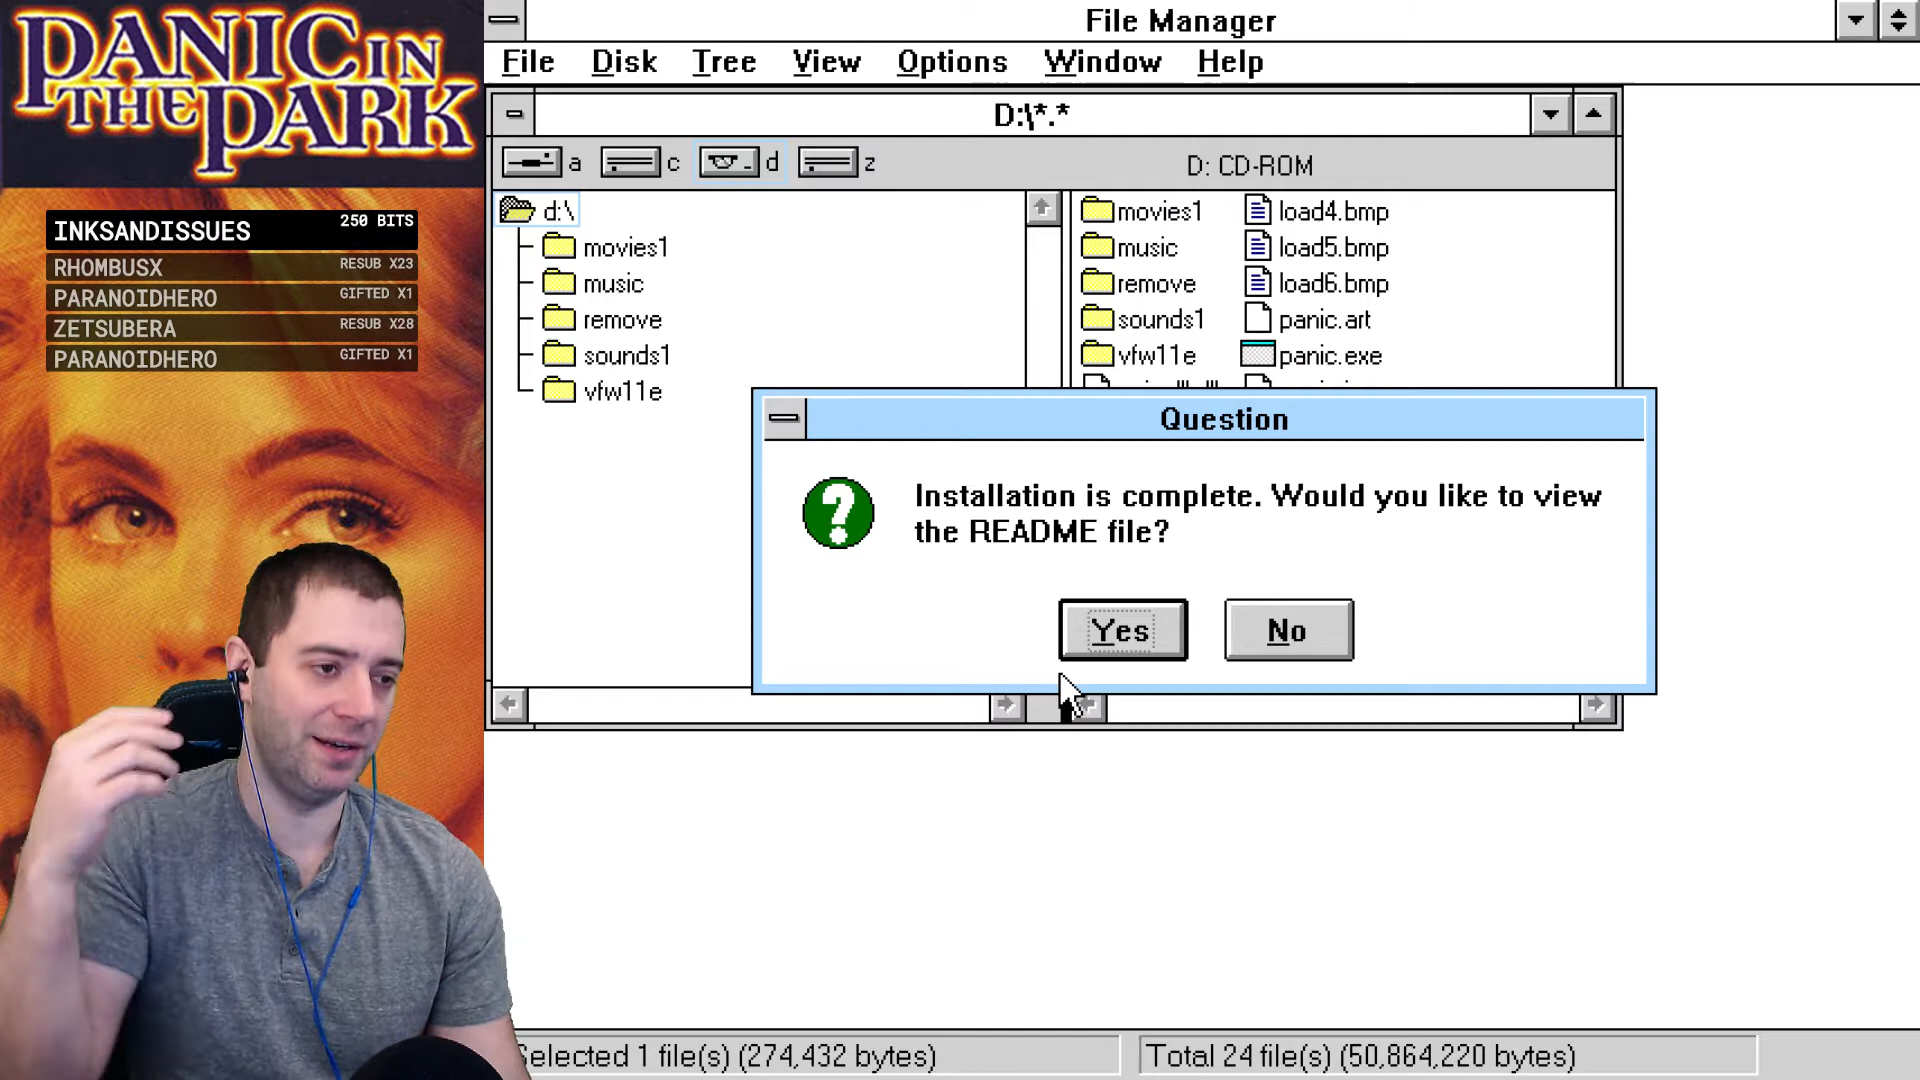 PANIC IN
THE PARK
INKSANDISSUES 250 BITS
RHOMBUSX RESUB X23
PARANOIDHERO GIFTED X1
ZETSUBERA RESUB X28
PARANOIDHERO GIFTED X1
File Manager
File Disk Tree View Options Window Help
D:\*.*
a c d z D: CD-ROM
d:\
movies1
music
remove
sounds1
vfw11e
movies1 load4.bmp
music load5.bmp
remove load6.bmp
sounds1 panic.art
vfw11e panic.exe
Question
Installation is complete. Would you like to view
the README file?
Yes No
Selected 1 file(s) (274,432 bytes) Total 24 file(s) (50,864,220 bytes)